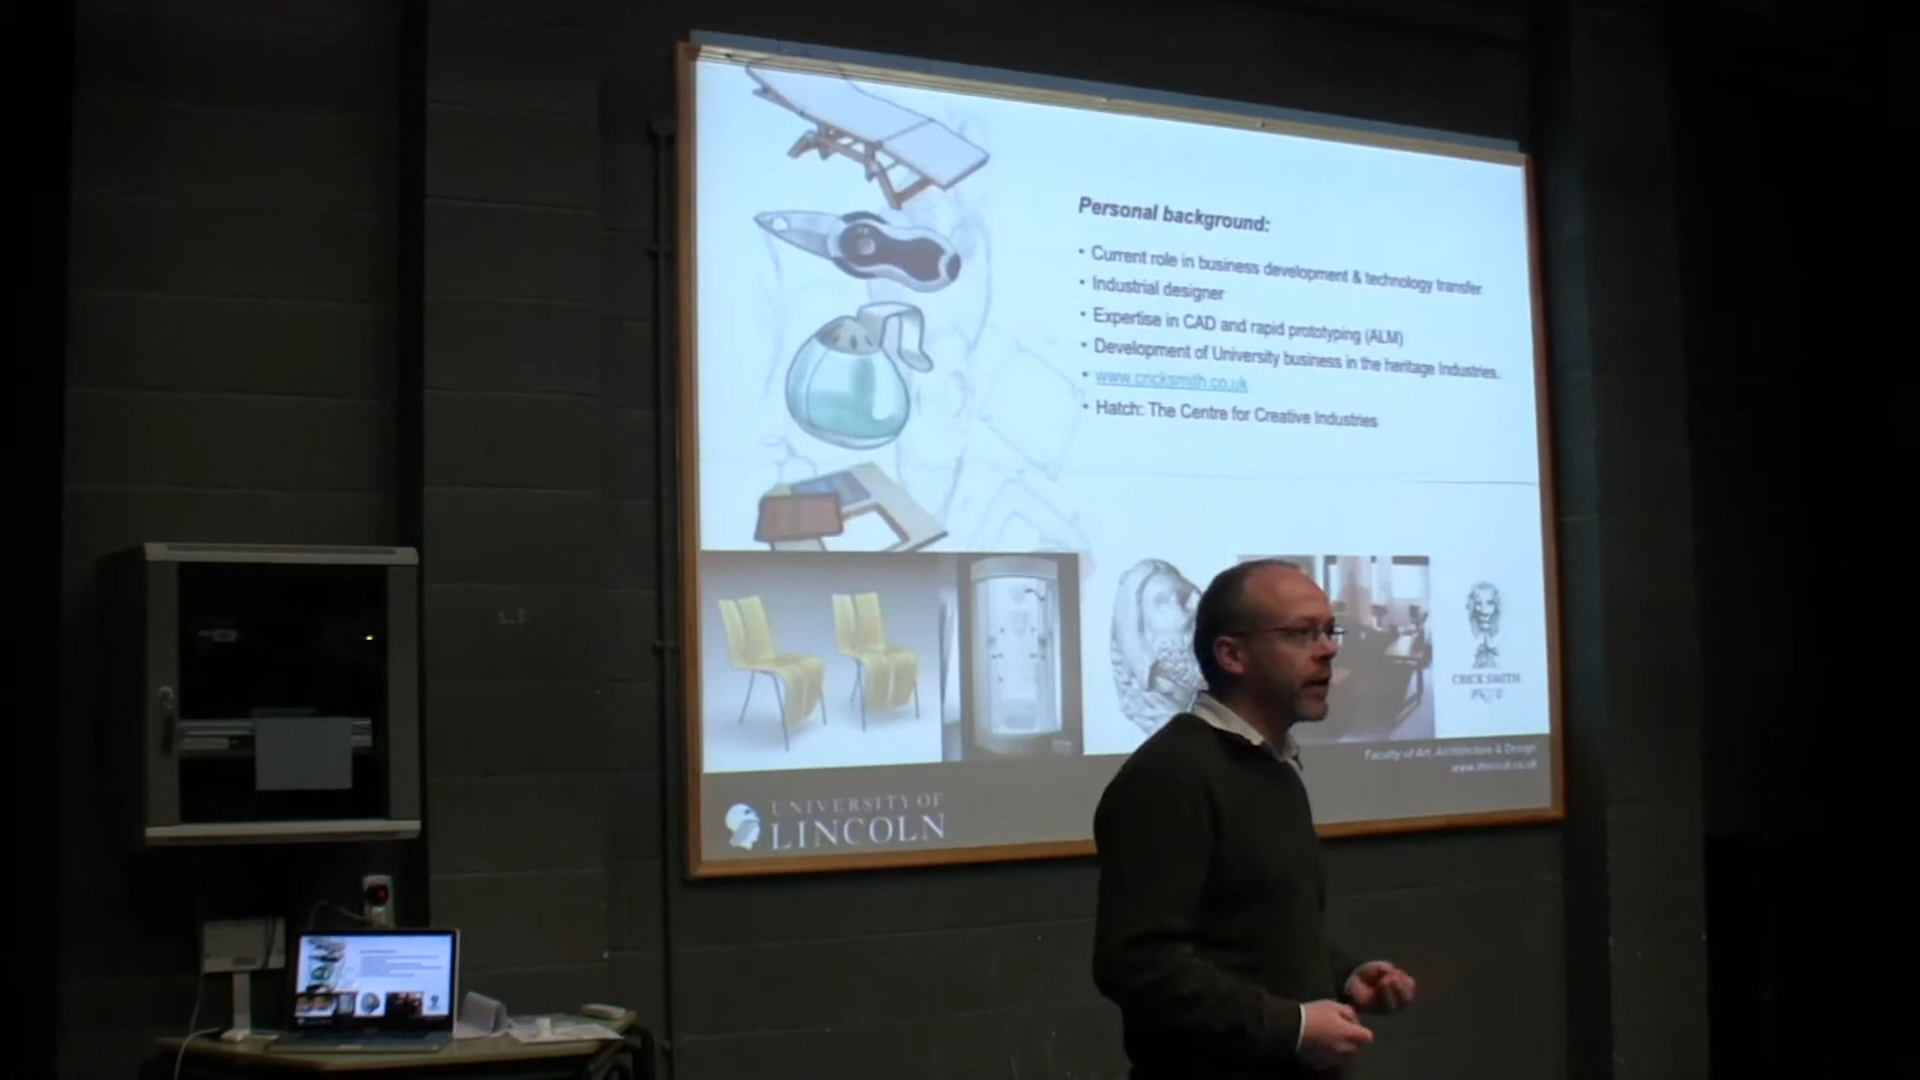 Personal background:
• Current role in business development & technology transfer
• Industrial designer
• Expertise in CAD and rapid prototyping (ALM)
• Development of University business in the heritage Industries.
• www.cricksmith.co.uk
• Hatch: The Centre for Creative Industries
CRICK SMITH
Faculty of Art, Architecture & Design
UNIVERSITY OF
LINCOLN